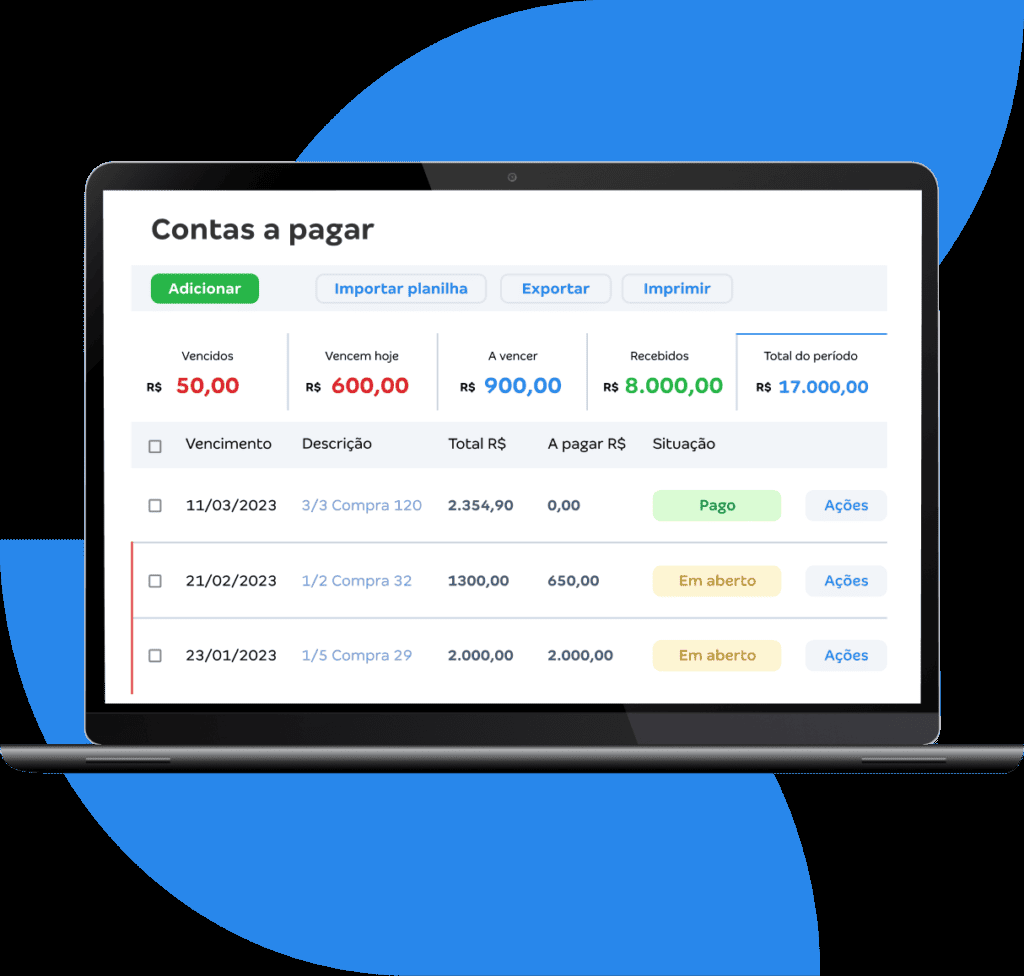 Contas a pagar
Adicionar Importar planilha Exportar Imprimir
Vencidos Vencem hoje A vencer Recebidos Total do período
R$ 50,00 R$ 600,00 R$ 900,00 R$ 8.000,00 R$ 17.000,00
Vencimento Descrição Total R$ A pagar R$ Situação
11/03/2023 3/3 Compra 120 2.354,90 0,00 Pago Ações
21/02/2023 1/2 Compra 32 1300,00 650,00 Em aberto Ações
23/01/2023 1/5 Compra 29 2.000,00 2.000,00 Em aberto Ações